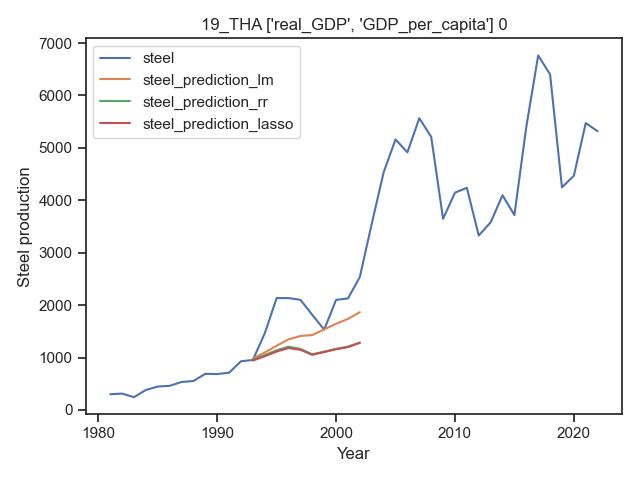 19_THA ['real_GDP', 'GDP_per_capita'] 0
7000
6000
5000
4000
3000
2000
1000
0
Steel production
steel
steel_prediction_lm
steel_prediction_rr
steel_prediction_lasso
1980
1990
2000
2010
2020
Year